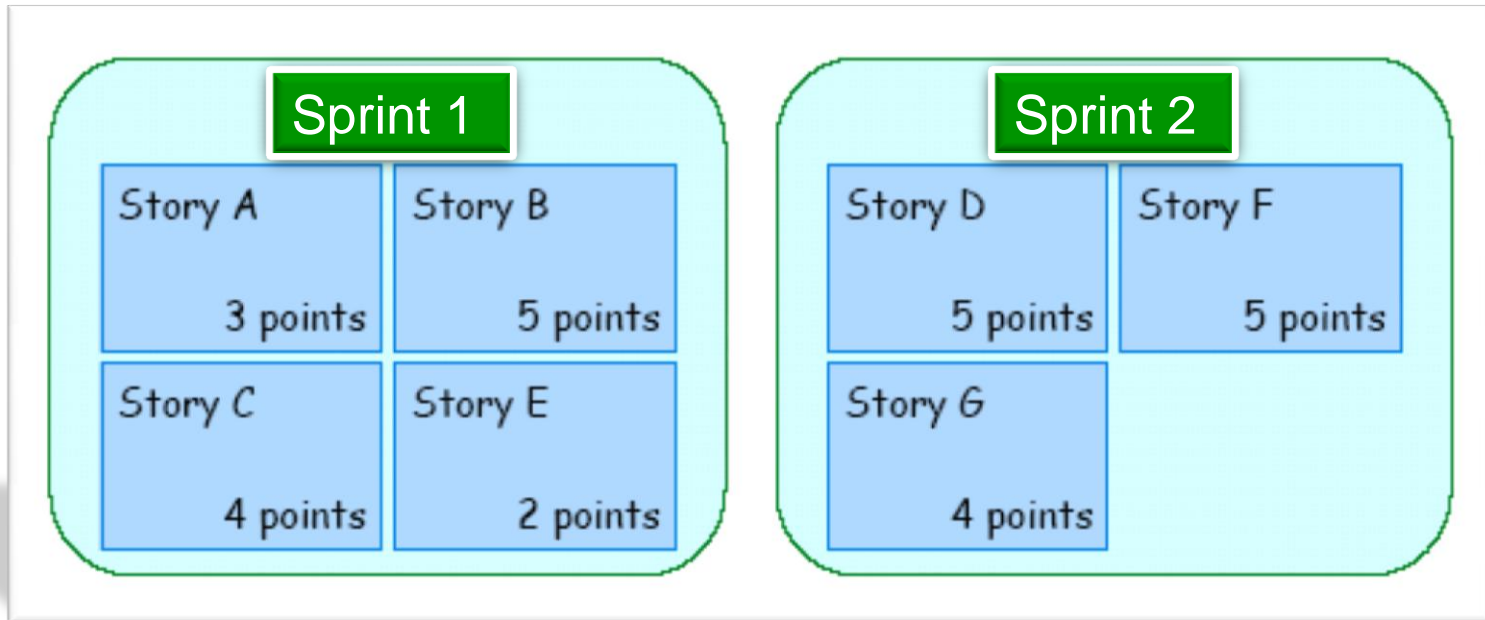 Sprint 1
Story A
3 points
Story B
5 points
Story C
4 points
Story E
2 points
Sprint 2
Story D
5 points
Story F
5 points
Story G
4 points